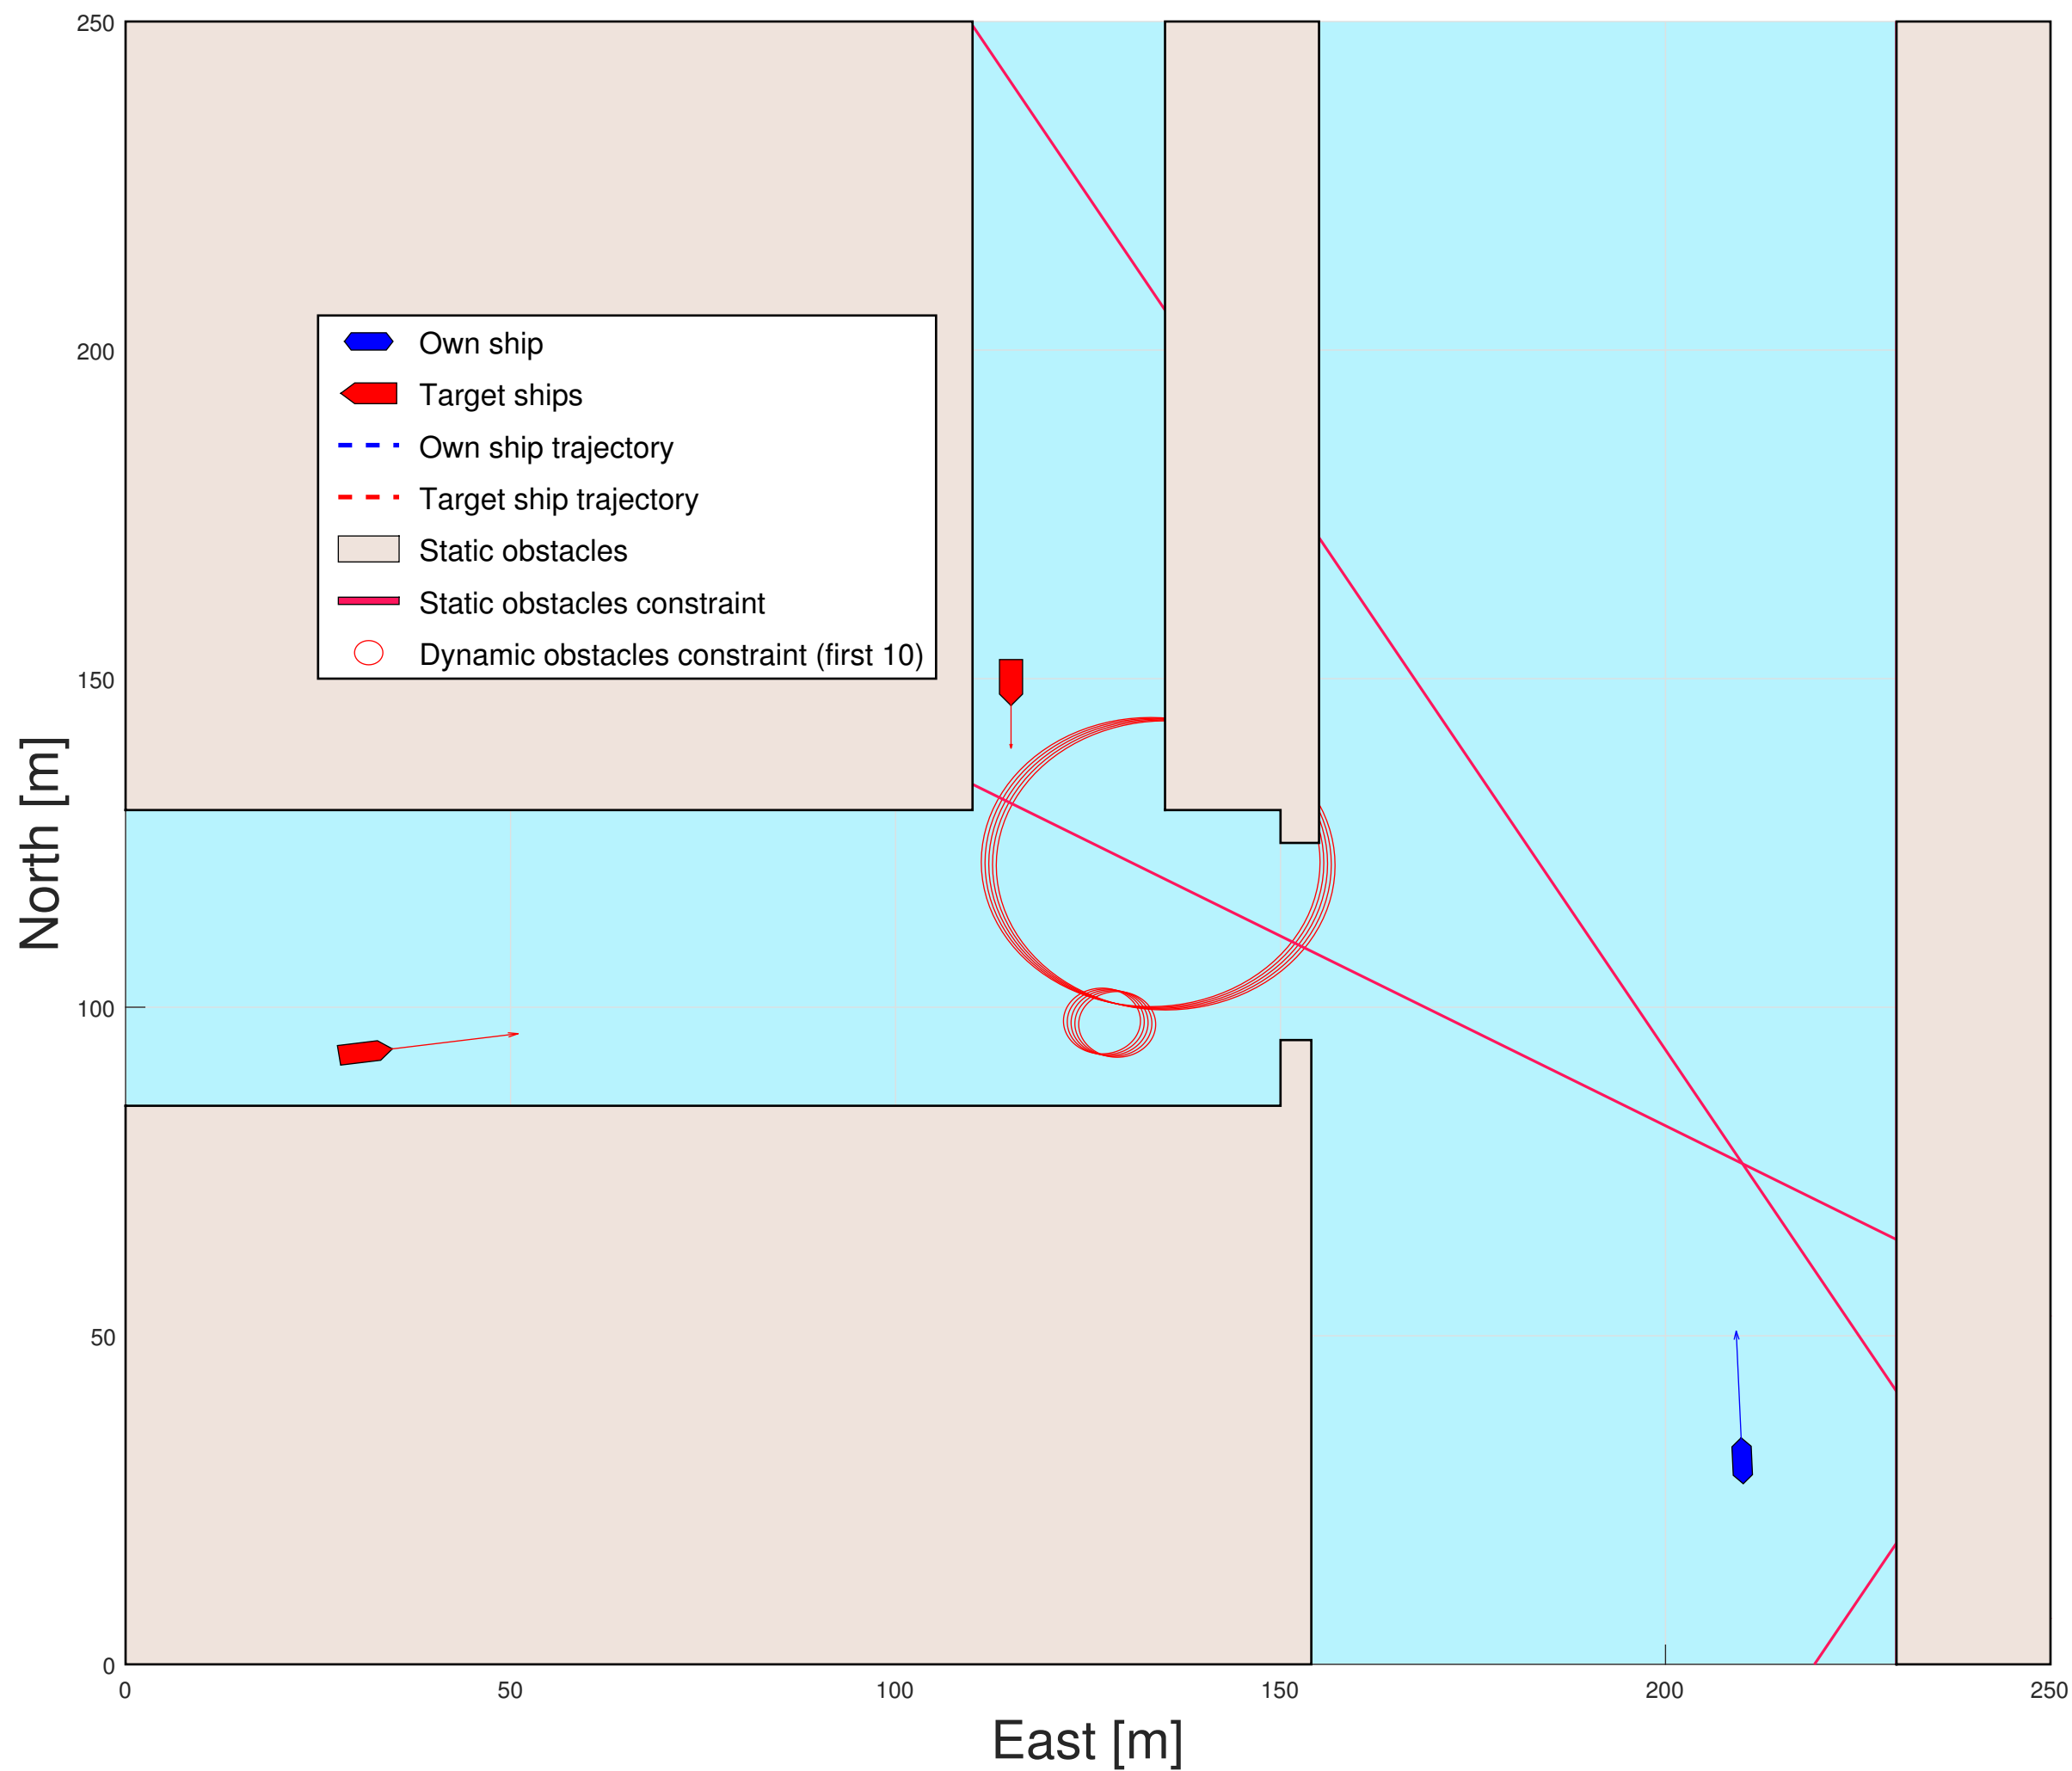 250
200
150
100
50
0
North [m]
Own ship
Target ships
Own ship trajectory
Target ship trajectory
Static obstacles
Static obstacles constraint
Dynamic obstacles constraint (first 10)
0 50 100 150 200 250
East [m]